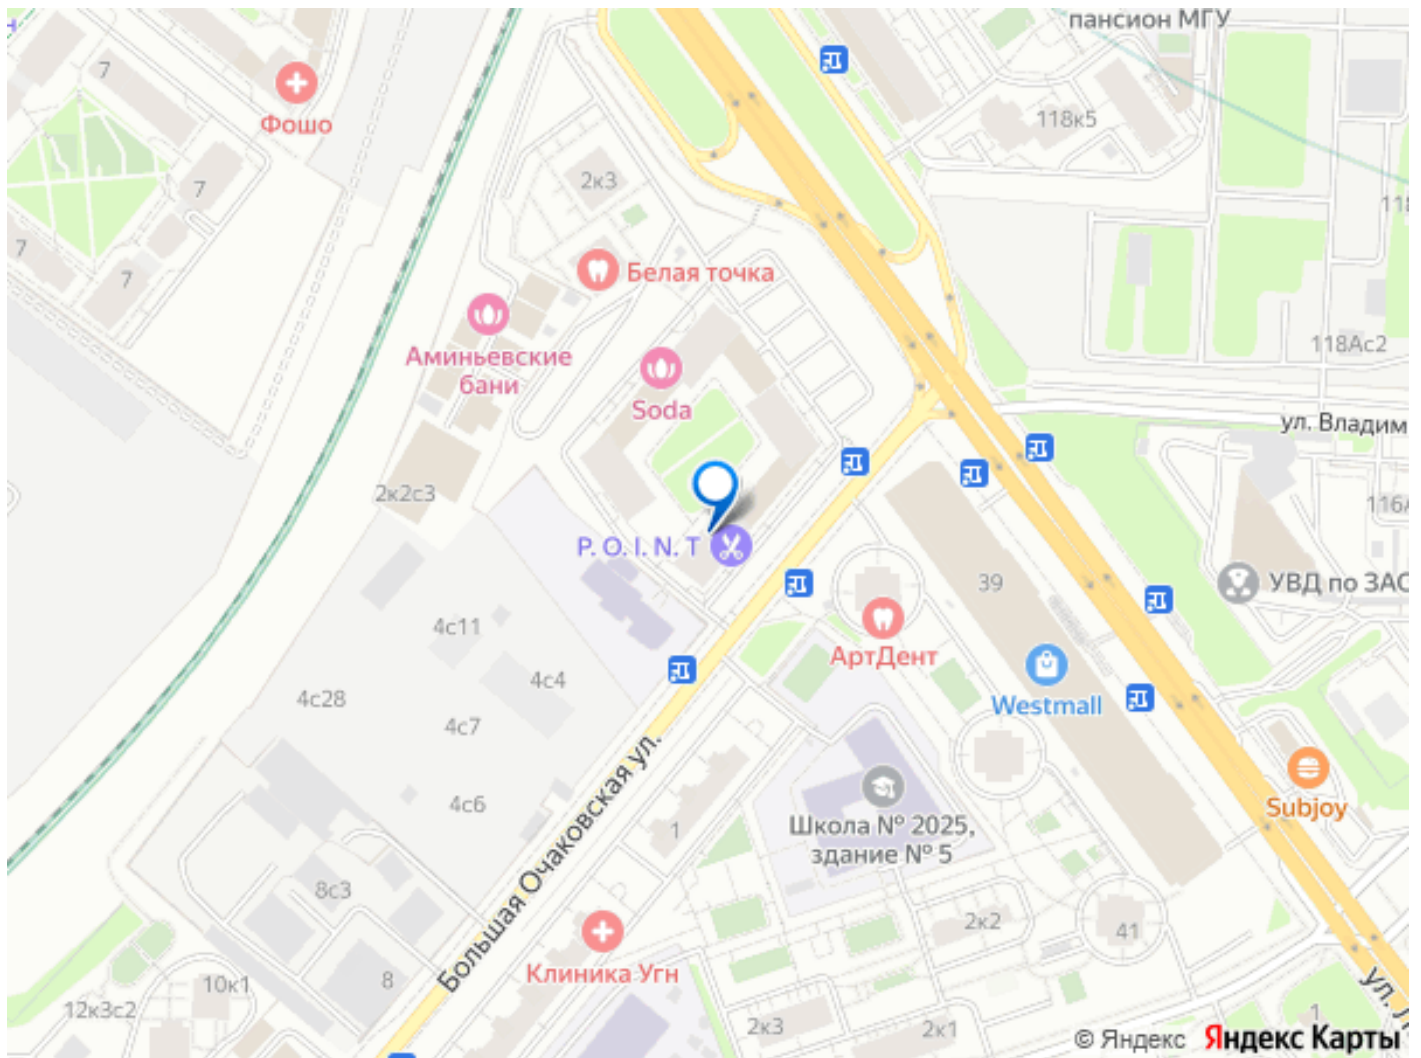 пансион МГУ
7
Фошо
118к5
2к3
7
7
7
Белая точка
Аминьевские
бани
118Ас2
Soda
ул. Владим
2к2с3
P. O. I. N. T
39
УВД по ЗАО
4с11
АртДент
4с4
4с28
Westmall
4с7
Subjoy
4с6
1
Школа № 2025,
здание № 5
Большая Очаковская ул.
8с3
2к2
41
Клиника Угн
8
10к1
12к3с2
2к3
2к1
1
© Яндекс Яндекс Карты